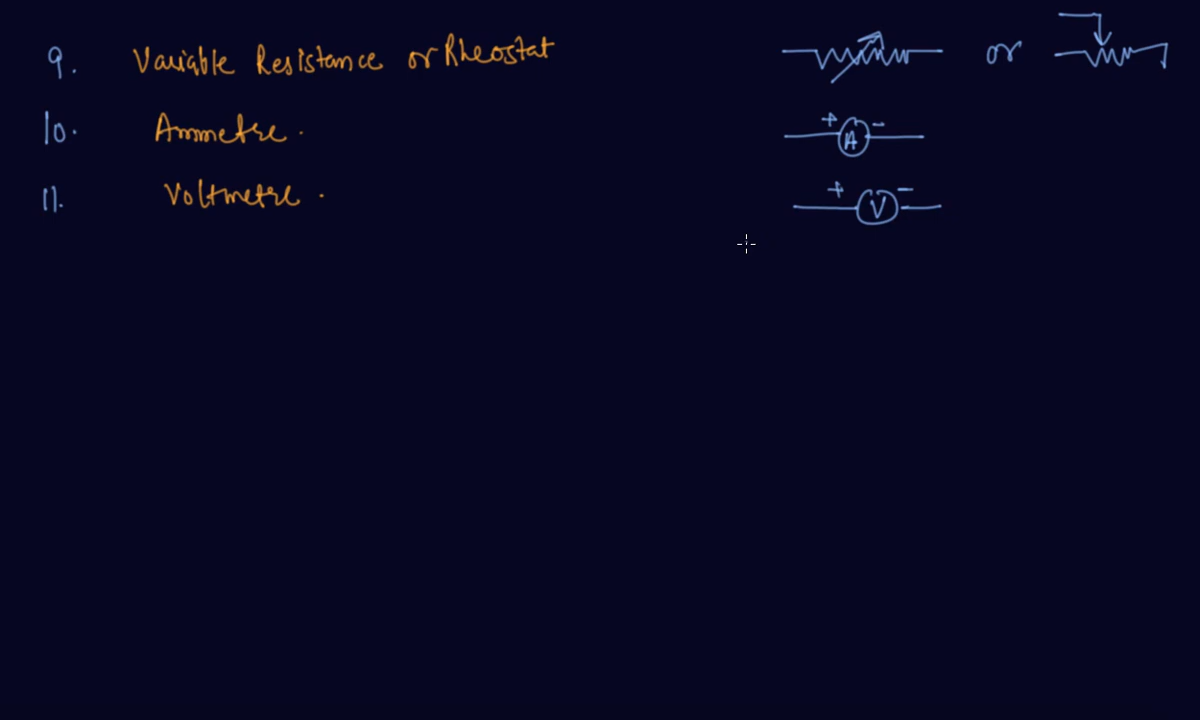 9. Variable Resistance or Rheostat or
10. Ammetre. + A -
11. Voltmetre. + V -